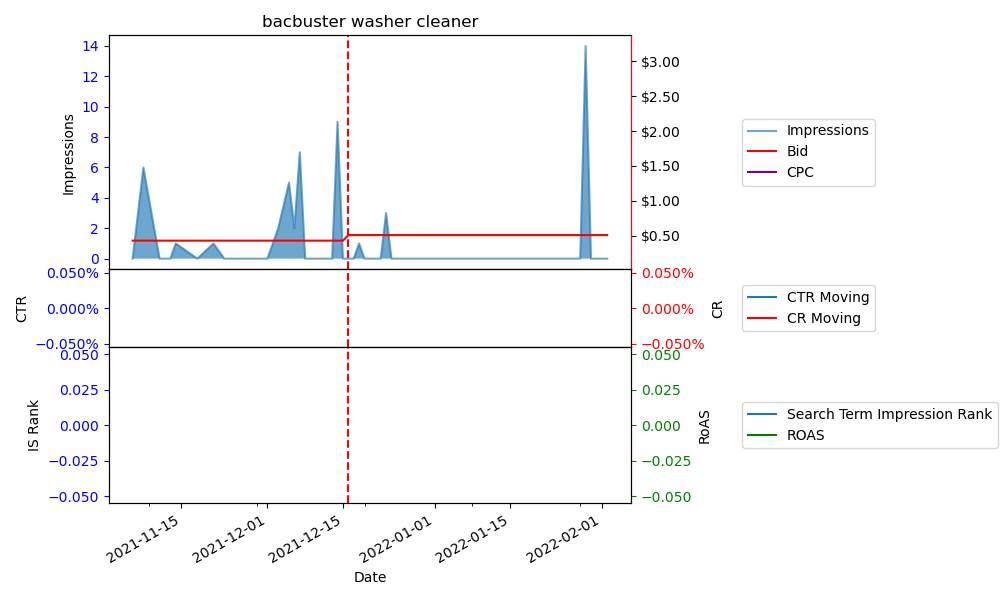 bacbuster washer cleaner
14
12
10
8
6
4
2
0
Impressions
$3.00
$2.50
$2.00
$1.50
$1.00
$0.50
Impressions
Bid
CPC
0.050%
0.000%
−0.050%
CTR
0.050%
0.000%
−0.050%
CR
CTR Moving
CR Moving
0.050
0.025
0.000
−0.025
−0.050
IS Rank
0.050
0.025
0.000
−0.025
−0.050
RoAS
Search Term Impression Rank
ROAS
2021-11-15
2021-12-01
2021-12-15
2022-01-01
2022-01-15
2022-02-01
Date